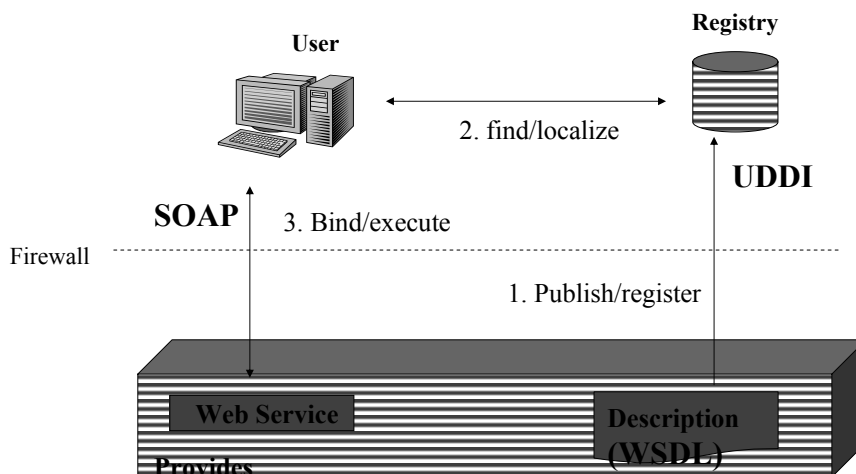 Registry
User
2. find/localize
UDDI
SOAP
3. Bind/execute
Firewall
1. Publish/register
Web Service
Description
(WSDL)
Provides